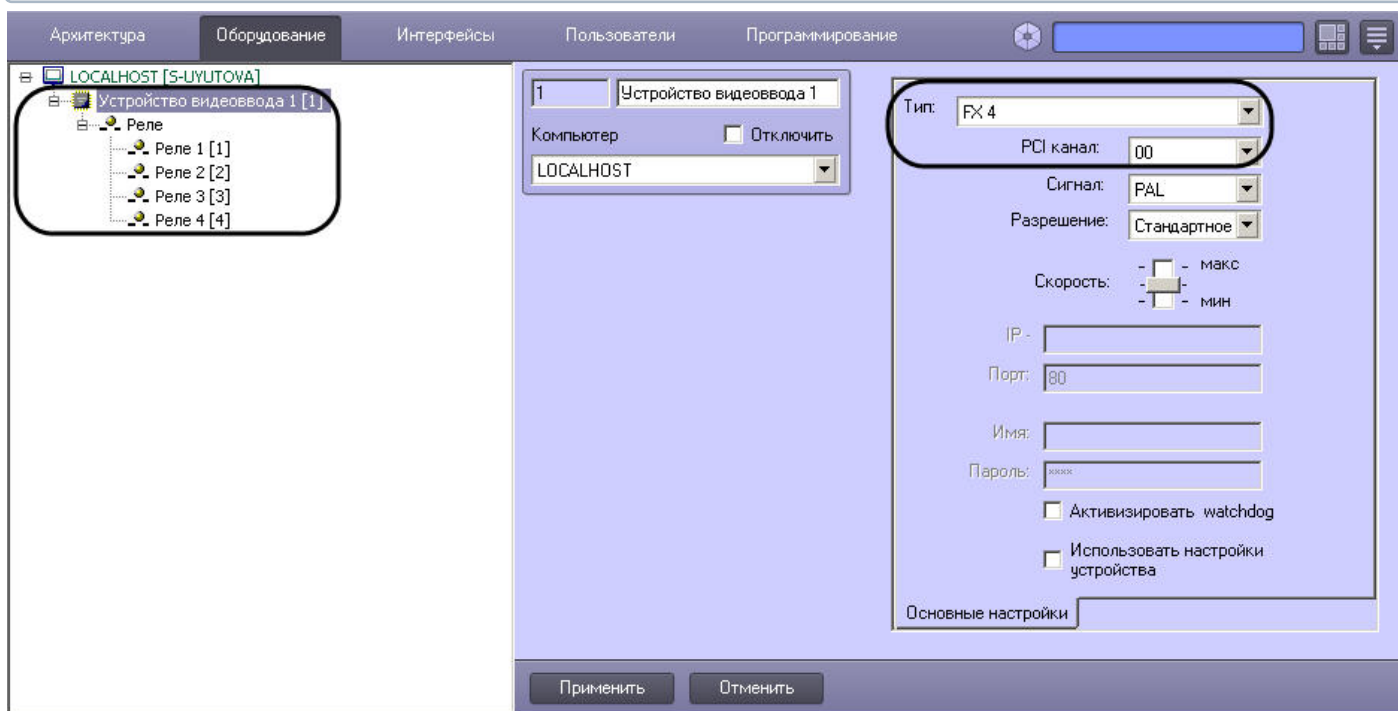 Архитектура Оборудование Интерфейсы Пользователи Программирование
LOCALHOST [S-UYUTOVA]
Устройство видеоввода 1 [1]
Реле
Реле 1 [1]
Реле 2 [2]
Реле 3 [3]
Реле 4 [4]
1 Устройство видеоввода 1
Компьютер Отключить
LOCALHOST
Тип: FX 4
PCI канал: 00
Сигнал: PAL
Разрешение: Стандартное
Скорость: - - макс
- -
- - мин
IP -
Порт: 80
Имя:
Пароль: ****
Активизировать watchdog
Использовать настройки
устройства
Основные настройки
Применить Отменить